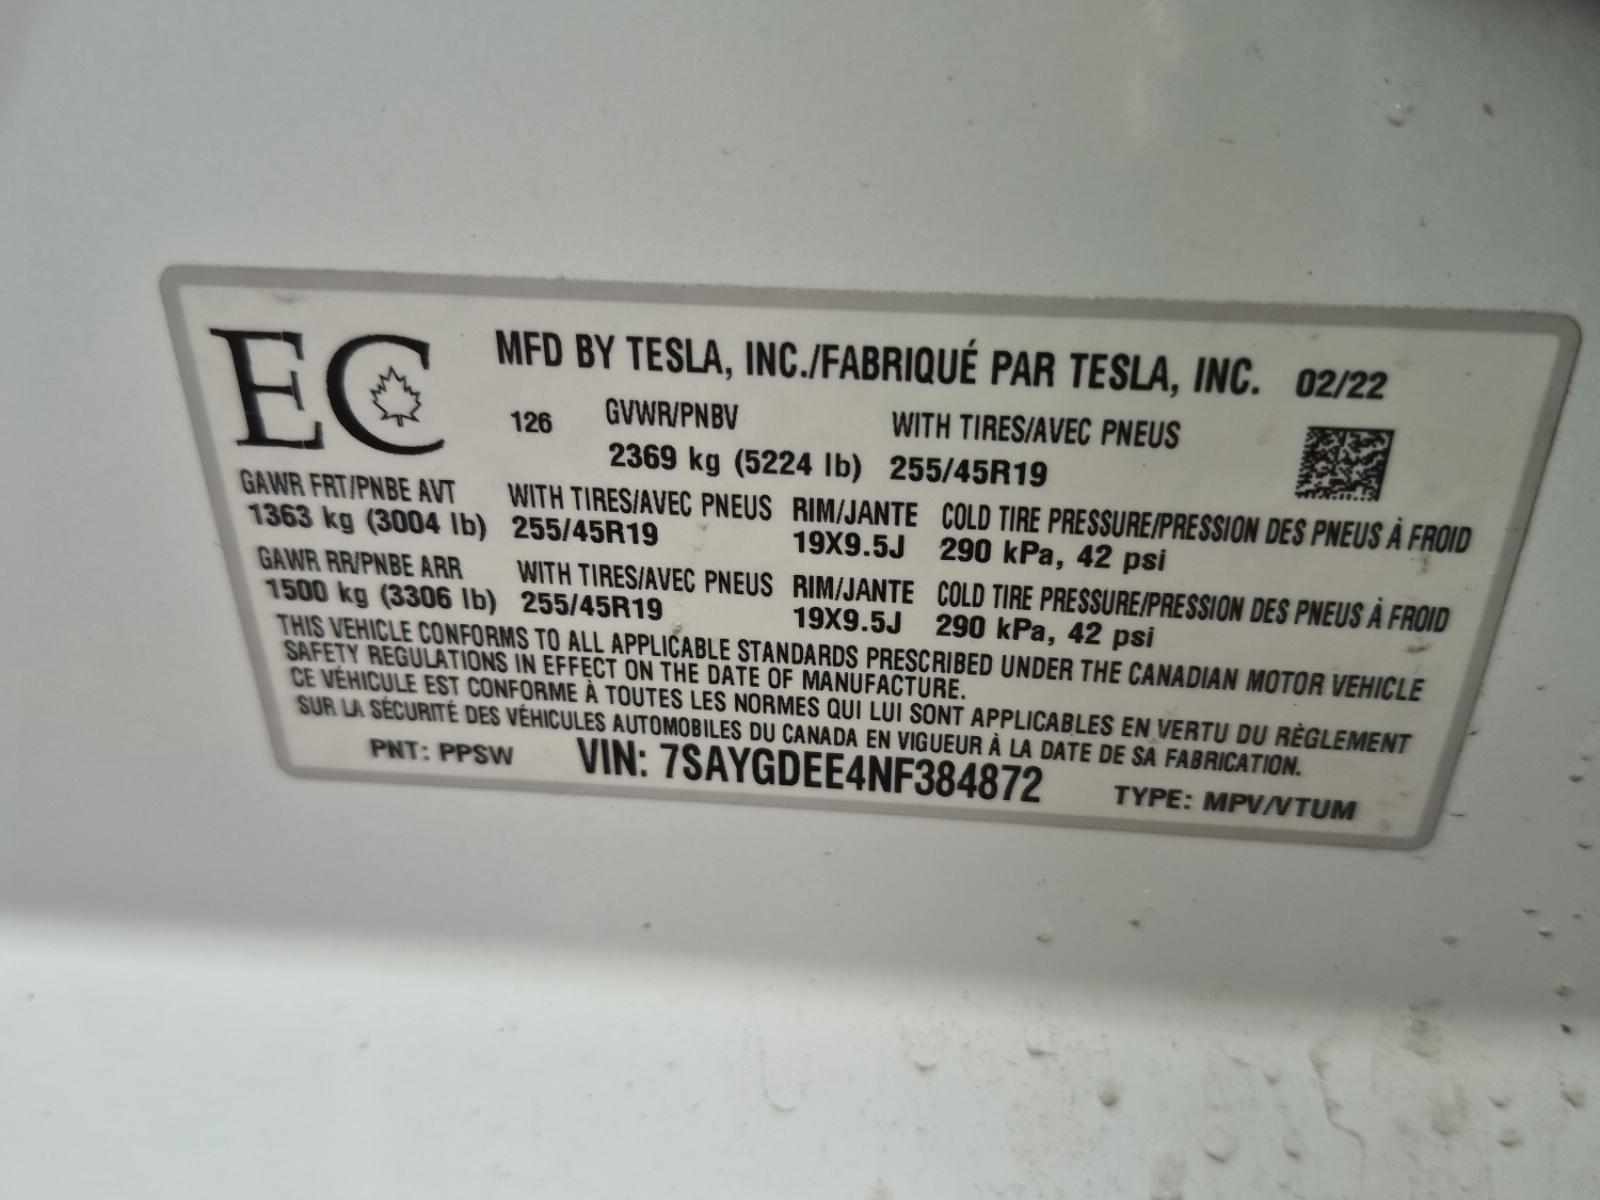 EC
MFD BY TESLA, INC./FABRIQUÉ PAR TESLA, INC. 02/22
126 GVWR/PNBV WITH TIRES/AVEC PNEUS
2369 kg (5224 lb) 255/45R19
GAWR FRT/PNBE AVT WITH TIRES/AVEC PNEUS RIM/JANTE COLD TIRE PRESSURE/PRESSION DES PNEUS À FROID
1363 kg (3004 lb) 255/45R19 19X9.5J 290 kPa, 42 psi
GAWR RR/PNBE ARR WITH TIRES/AVEC PNEUS RIM/JANTE COLD TIRE PRESSURE/PRESSION DES PNEUS À FROID
1500 kg (3306 lb) 255/45R19 19X9.5J 290 kPa, 42 psi
THIS VEHICLE CONFORMS TO ALL APPLICABLE STANDARDS PRESCRIBED UNDER THE CANADIAN MOTOR VEHICLE
SAFETY REGULATIONS IN EFFECT ON THE DATE OF MANUFACTURE.
CE VÉHICULE EST CONFORME À TOUTES LES NORMES QUI LUI SONT APPLICABLES EN VERTU DU RÈGLEMENT
SUR LA SÉCURITÉ DES VÉHICULES AUTOMOBILES DU CANADA EN VIGUEUR À LA DATE DE SA FABRICATION.
PNT: PPSW VIN: 7SAYGDEE4NF384872 TYPE: MPV/VTUM